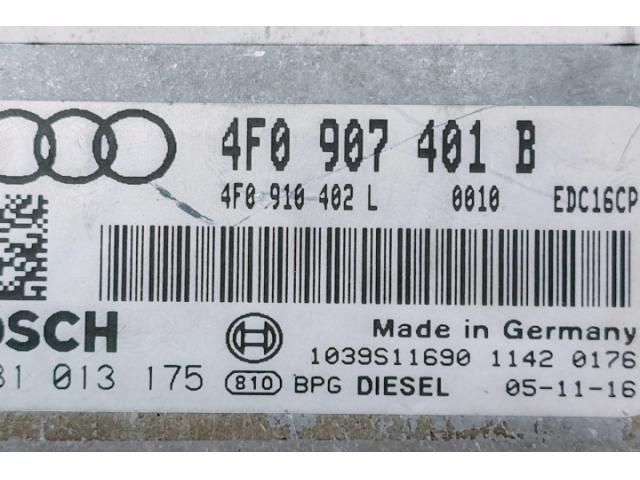 4F0 907 401 B
4F0 910 402 L 0010 EDC16CP
OSCH
Made in Germany
1039S11690 1142 0176
81 013 175 810 BPG DIESEL 05-11-16